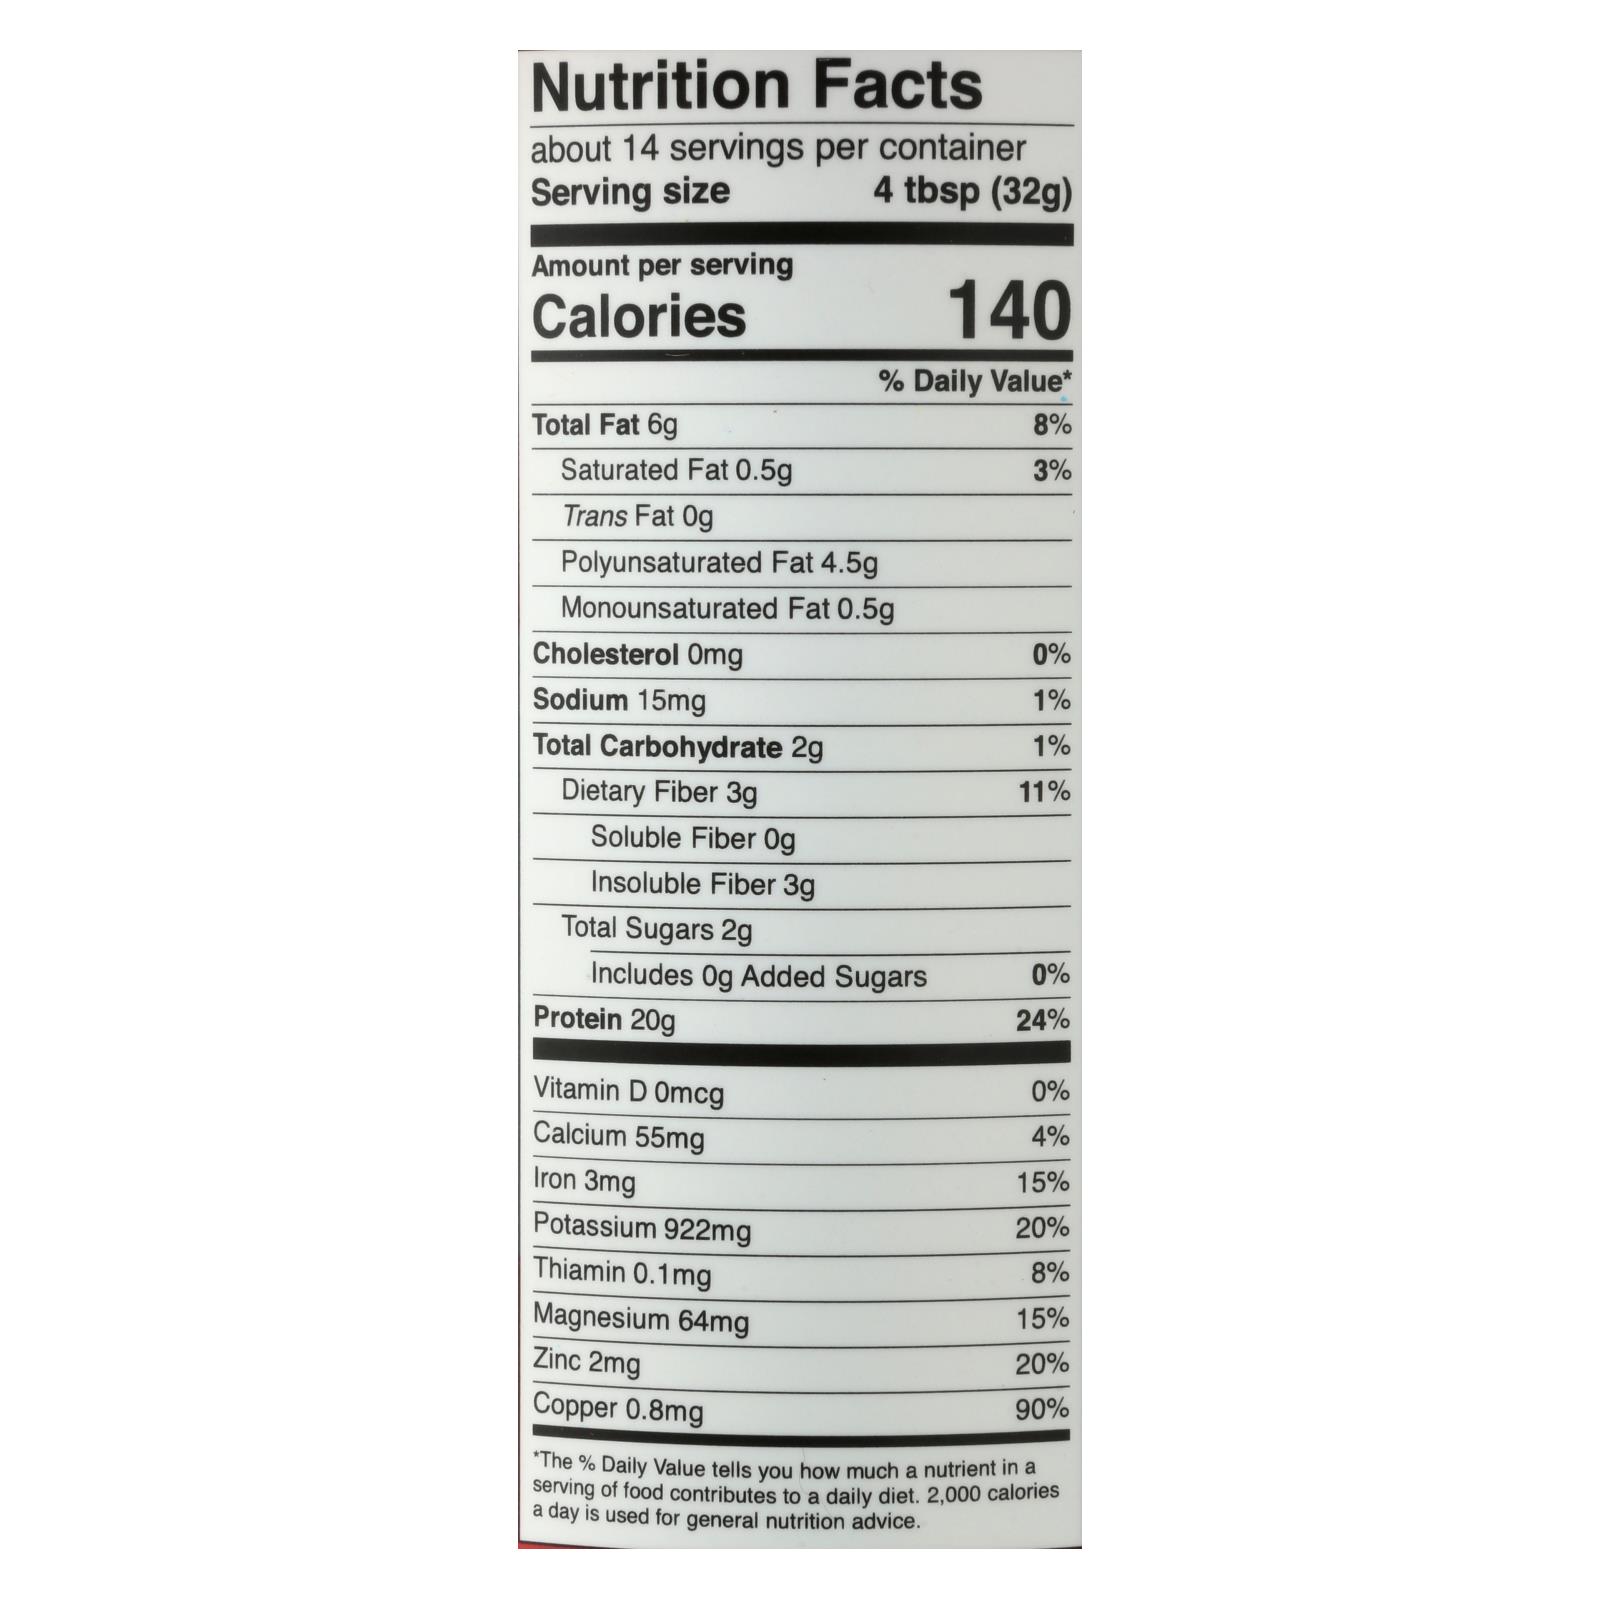 Nutrition Facts
about 14 servings per container
Serving size 4 tbsp (32g)
Amount per serving
Calories 140
% Daily Value*
Total Fat 6g 8%
Saturated Fat 0.5g 3%
Trans Fat 0g
Polyunsaturated Fat 4.5g
Monounsaturated Fat 0.5g
Cholesterol 0mg 0%
Sodium 15mg 1%
Total Carbohydrate 2g 1%
Dietary Fiber 3g 11%
Soluble Fiber 0g
Insoluble Fiber 3g
Total Sugars 2g
Includes 0g Added Sugars 0%
Protein 20g 24%
Vitamin D 0mcg 0%
Calcium 55mg 4%
Iron 3mg 15%
Potassium 922mg 20%
Thiamin 0.1mg 8%
Magnesium 64mg 15%
Zinc 2mg 20%
Copper 0.8mg 90%
*The % Daily Value tells you how much a nutrient in a
serving of food contributes to a daily diet. 2,000 calories
a day is used for general nutrition advice.